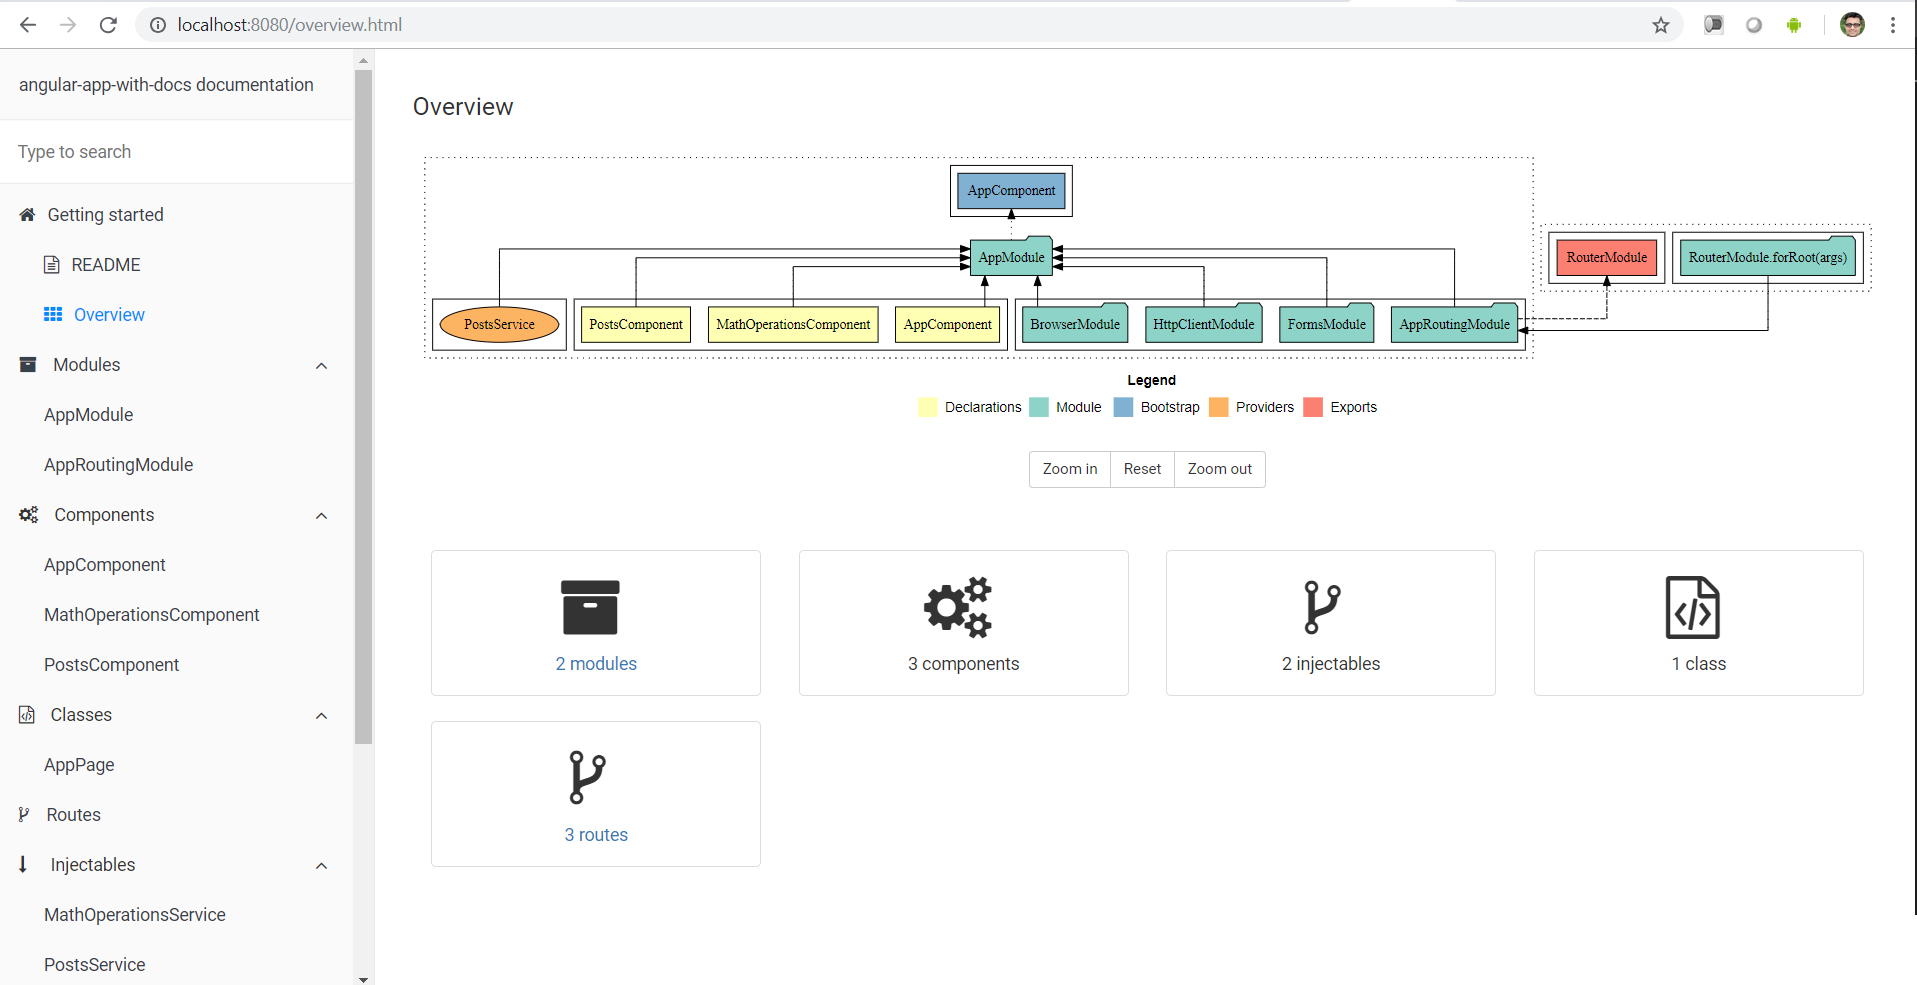 localhost:8080/overview.html
angular-app-with-docs documentation
Type to search
Getting started
README
Overview
Modules
AppModule
AppRoutingModule
Components
AppComponent
MathOperationsComponent
PostsComponent
Classes
AppPage
Routes
Injectables
MathOperationsService
PostsService
Overview
AppComponent
AppModule
RouterModule
RouterModule.forRoot(args)
PostsService
PostsComponent
MathOperationsComponent
AppComponent
BrowserModule
HttpClientModule
FormsModule
AppRoutingModule
Legend
Declarations
Module
Bootstrap
Providers
Exports
Zoom in
Reset
Zoom out
2 modules
3 components
2 injectables
1 class
3 routes